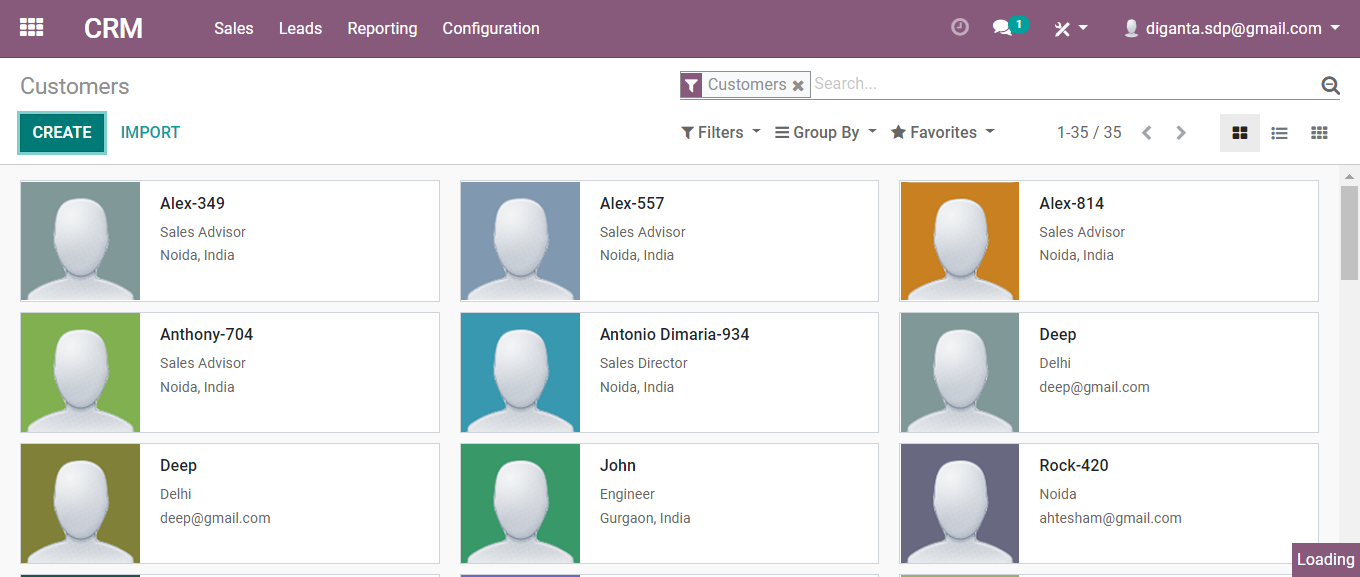 CRM Sales Leads Reporting Configuration 1 diganta.sdp@gmail.com
Customers
Customers Search...
CREATE IMPORT
Filters Group By Favorites 1-35 / 35
Alex-349
Sales Advisor
Noida, India
Alex-557
Sales Advisor
Noida, India
Alex-814
Sales Advisor
Noida, India
Anthony-704
Sales Advisor
Noida, India
Antonio Dimaria-934
Sales Director
Noida, India
Deep
Delhi
deep@gmail.com
Deep
Delhi
deep@gmail.com
John
Engineer
Gurgaon, India
Rock-420
Noida
ahtesham@gmail.com
Loading